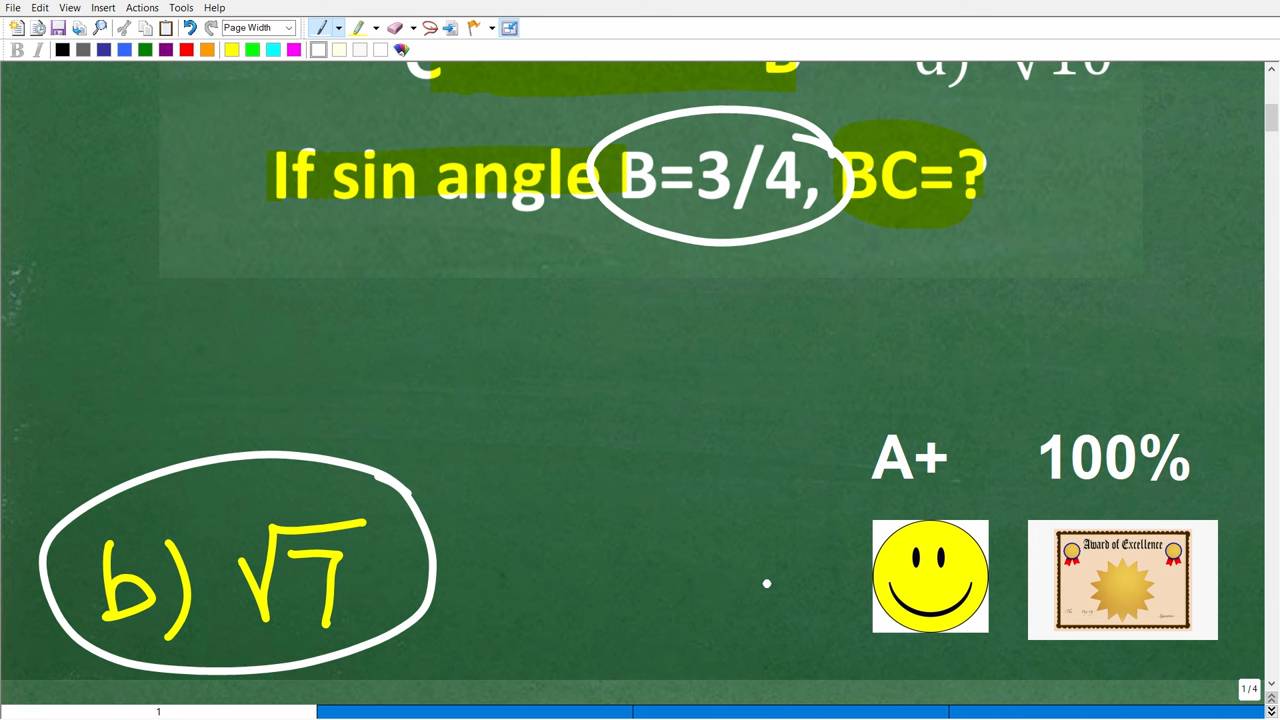 File Edit View Insert Actions Tools Help
Page Width
B I
C B d) √10
If sin angle B=3/4, BC=?
A+ 100%
b) √7
Award of Excellence
1/4
1